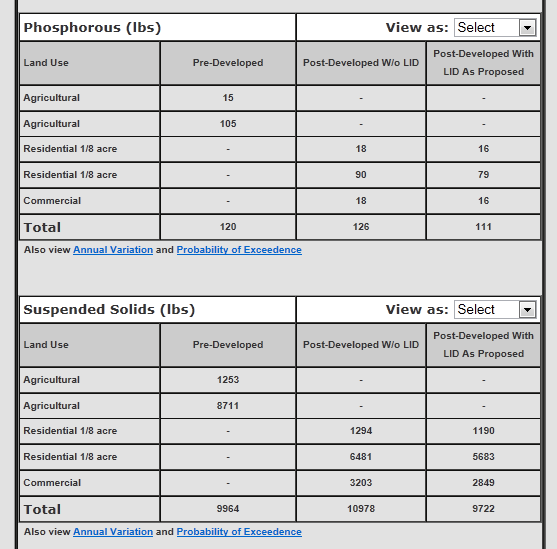 Phosphorous (lbs) View as: Select
Land Use Pre-Developed Post-Developed W/o LID Post-Developed With
LID As Proposed
Agricultural 15 - -
Agricultural 105 - -
Residential 1/8 acre - 18 16
Residential 1/8 acre - 90 79
Commercial - 18 16
Total 120 126 111
Also view Annual Variation and Probability of Exceedence
Suspended Solids (lbs) View as: Select
Land Use Pre-Developed Post-Developed W/o LID Post-Developed With
LID As Proposed
Agricultural 1253 - -
Agricultural 8711 - -
Residential 1/8 acre - 1294 1190
Residential 1/8 acre - 6481 5683
Commercial - 3203 2849
Total 9964 10978 9722
Also view Annual Variation and Probability of Exceedence